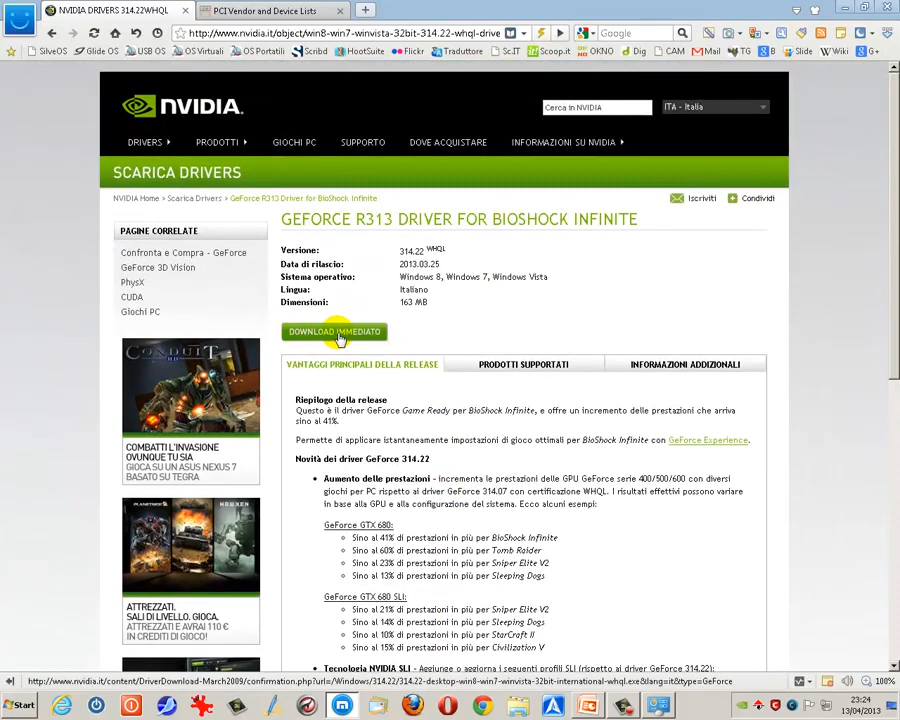 NVIDIA DRIVERS 314.22WHQL
PCI Vendor and Device Lists
http://www.nvidia.it/object/win8-win7-winvista-32bit-314.22-whql-drive
Google
SilveOS
Glide OS
USB OS
OS Virtuali
OS Portatili
Scribd
HootSuite
Flickr
Traduttore
Sc.IT
Scoop.it
OKNO
Dig
CAM
Mail
TG
B
Slide
Wiki
G+
NVIDIA.
Cerca in NVIDIA
ITA - Italia
DRIVERS
PRODOTTI
GIOCHI PC
SUPPORTO
DOVE ACQUISTARE
INFORMAZIONI SU NVIDIA
SCARICA DRIVERS
NVIDIA Home > Scarica Drivers > GeForce R313 Driver for BioShock Infinite
Iscriviti
Condividi
PAGINE CORRELATE
Confronta e Compra - GeForce
GeForce 3D Vision
PhysX
CUDA
Giochi PC
GEFORCE R313 DRIVER FOR BIOSHOCK INFINITE
Versione: 314.22 WHQL
Data di rilascio: 2013.03.25
Sistema operativo: Windows 8, Windows 7, Windows Vista
Lingua: Italiano
Dimensioni: 163 MB
DOWNLOAD IMMEDIATO
VANTAGGI PRINCIPALI DELLA RELEASE
PRODOTTI SUPPORTATI
INFORMAZIONI ADDIZIONALI
CONDUIT
HD
COMBATTI L'INVASIONE
OVUNQUE TU SIA
GIOCA SU UN ASUS NEXUS 7
BASATO SU TEGRA
PLANETSIDE 2
HAWKEN
ATTREZZATI.
SALI DI LIVELLO. GIOCA.
ATTREZZATI E AVRAI 110 €
IN CREDITI DI GIOCO!
Riepilogo della release
Questo è il driver GeForce Game Ready per BioShock Infinite, e offre un incremento delle prestazioni che arriva
sino al 41%.
Permette di applicare istantaneamente impostazioni di gioco ottimali per BioShock Infinite con GeForce Experience.
Novità dei driver GeForce 314.22
• Aumento delle prestazioni - incrementa le prestazioni delle GPU GeForce serie 400/500/600 con diversi
giochi per PC rispetto ai driver GeForce 314.07 con certificazione WHQL. I risultati effettivi possono variare
in base alla GPU e alla configurazione del sistema. Ecco alcuni esempi:
GeForce GTX 680:
Sino al 41% di prestazioni in più per BioShock Infinite
Sino al 60% di prestazioni in più per Tomb Raider
Sino al 23% di prestazioni in più per Sniper Elite V2
Sino al 13% di prestazioni in più per Sleeping Dogs
GeForce GTX 680 SLI:
Sino al 21% di prestazioni in più per Sniper Elite V2
Sino al 14% di prestazioni in più per Sleeping Dogs
Sino al 10% di prestazioni in più per StarCraft II
Sino al 15% di prestazioni in più per Civilization V
• Tecnologia NVIDIA SLI - Aggiunge o aggiorna i seguenti profili SLI (rispetto ai driver GeForce 314.22):
http://www.nvidia.it/content/DriverDownload-March2009/confirmation.php?url=/Windows/314.22/314.22-desktop-win8-win7-winvista-32bit-international-whql.exe&lang=it&type=GeForce
100%
Start
23:24
13/04/2013